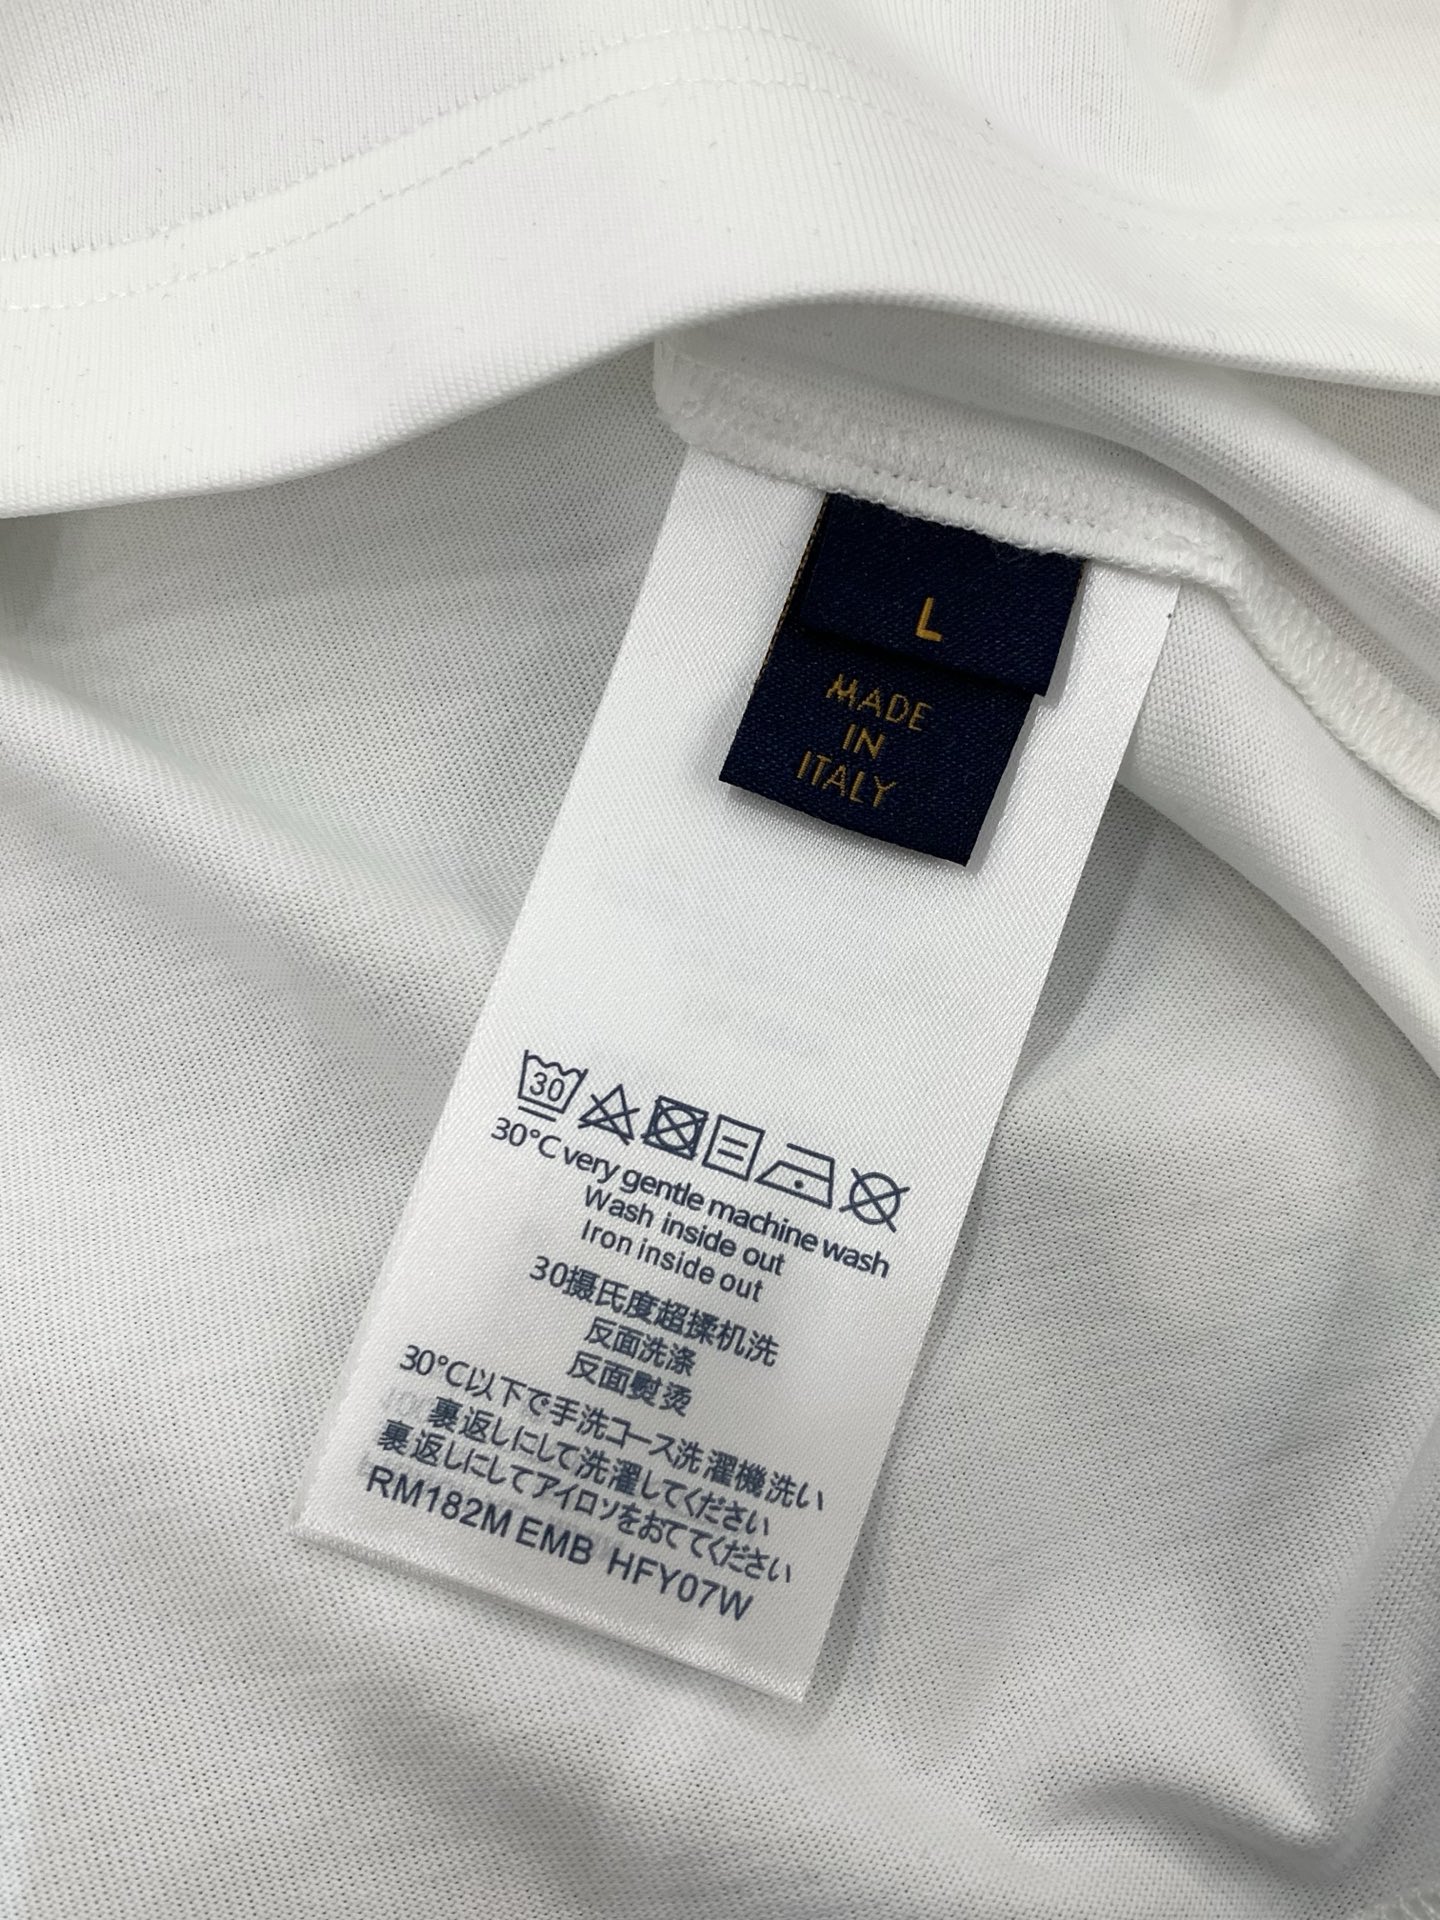 L
MADE
IN
ITALY
30
30°C very gentle machine wash
Wash inside out
Iron inside out
30摄氏度超揉机洗
反面洗涤
反面熨烫
30°C以下で手洗コース洗濯機洗い
裏返しにして洗濯してください
裏返しにしてアイロソをおててください
RM182M EMB HFY07W